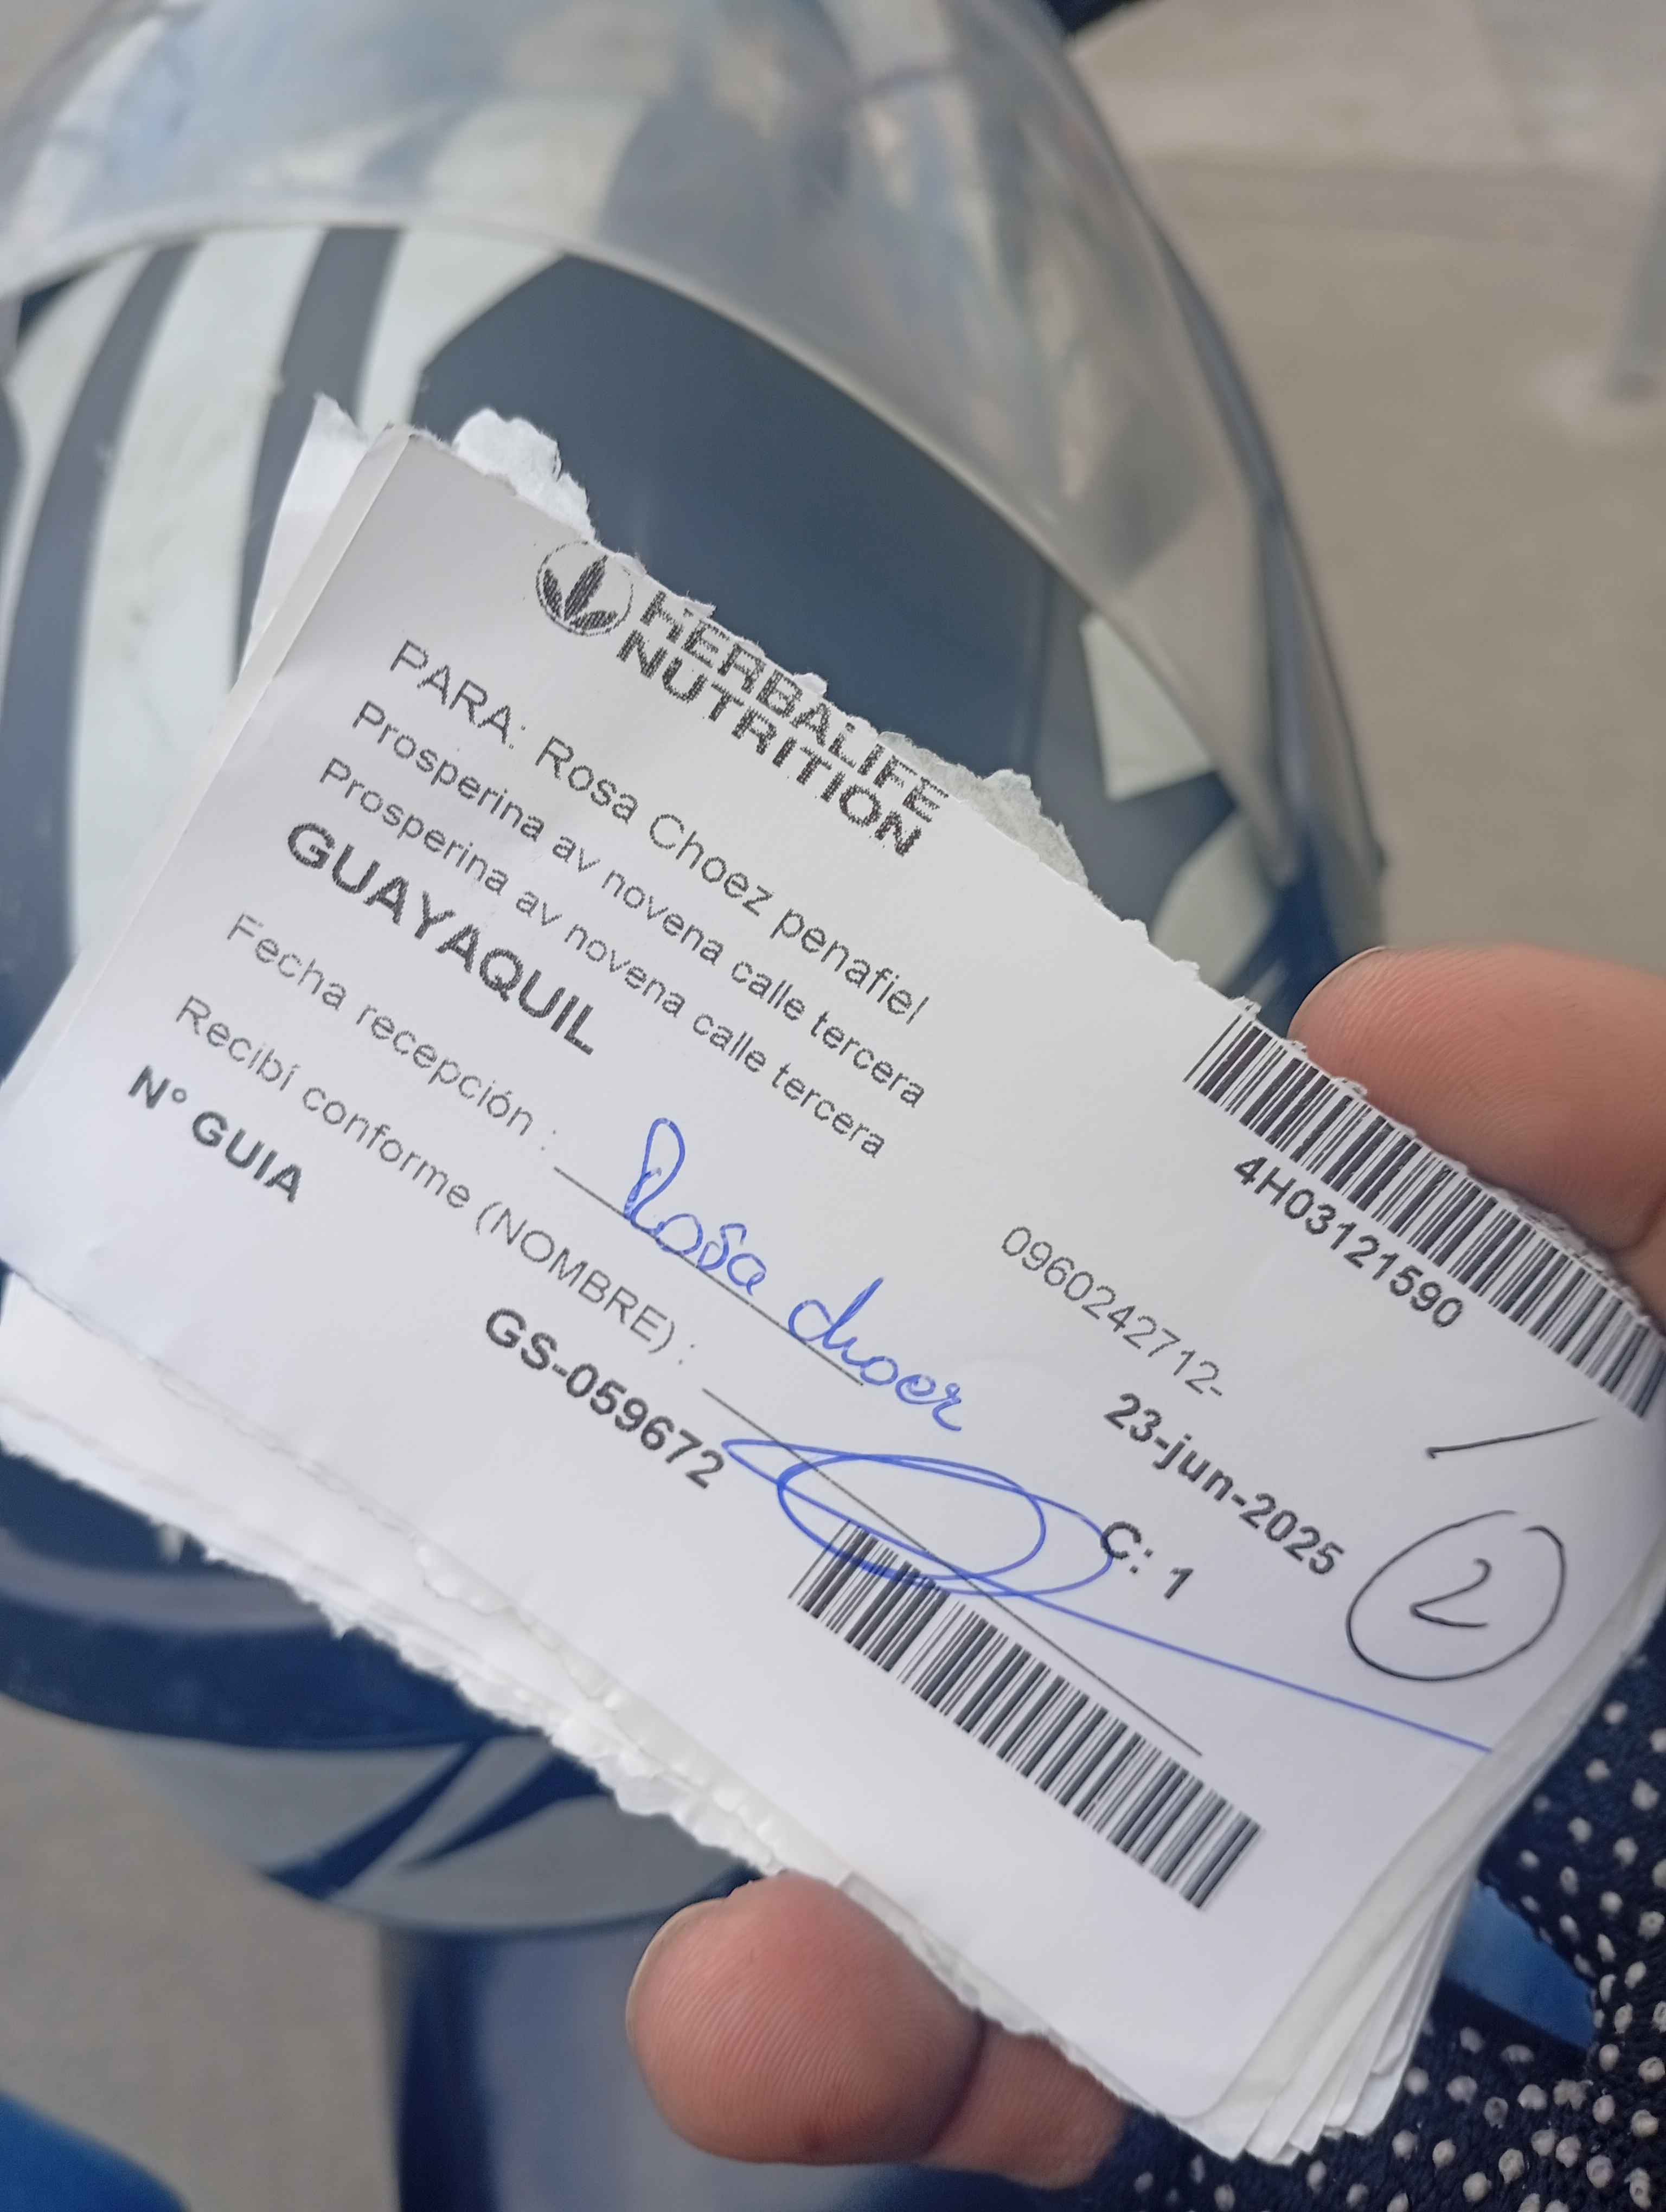 HERBALIFE
NUTRITION
4H03121590
PARA: Rosa Choez penafiel
Prosperina av novena calle tercera
Prosperina av novena calle tercera
0960242712-
GUAYAQUIL
23-jun-2025
Fecha recepción : Rosa choez
C: 1
2
Recibí conforme (NOMBRE) :
N° GUIA GS-059672